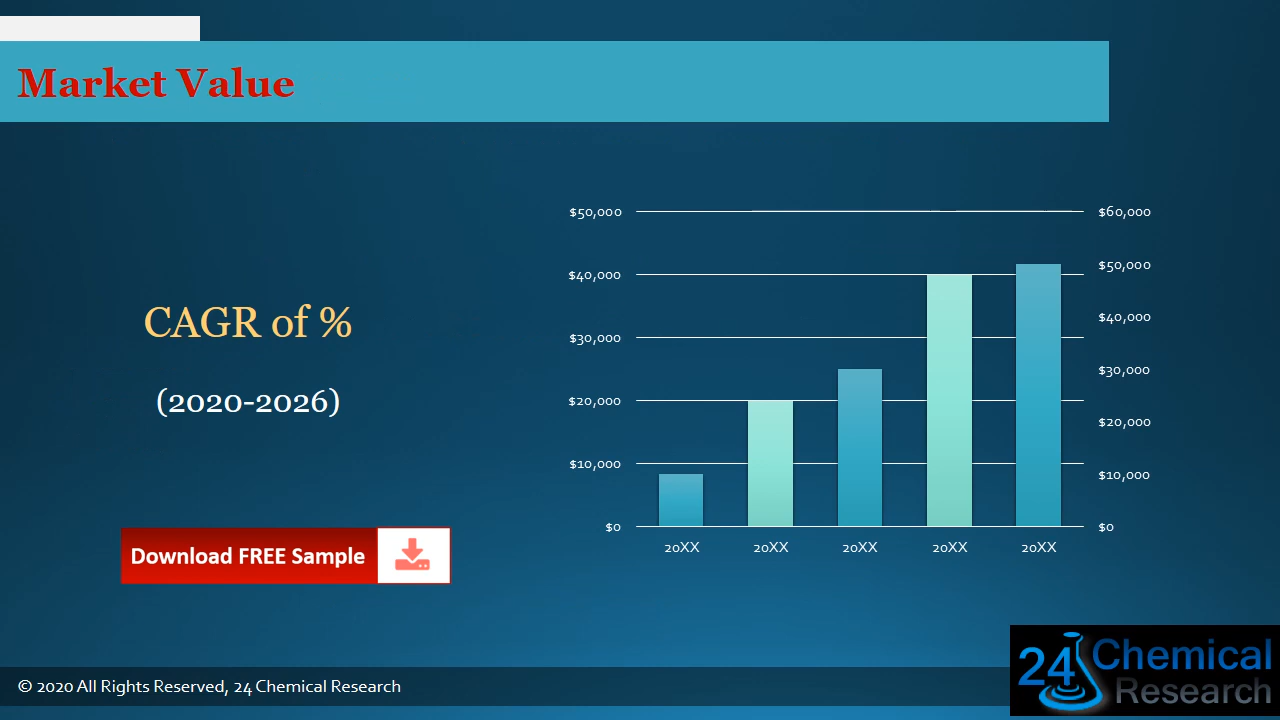 Market Value
CAGR of %
(2020-2026)
Download FREE Sample
$50,000
$40,000
$30,000
$20,000
$10,000
$0
$60,000
$50,000
$40,000
$30,000
$20,000
$10,000
$0
20XX 20XX 20XX 20XX 20XX
© 2020 All Rights Reserved, 24 Chemical Research
24 Chemical
Research